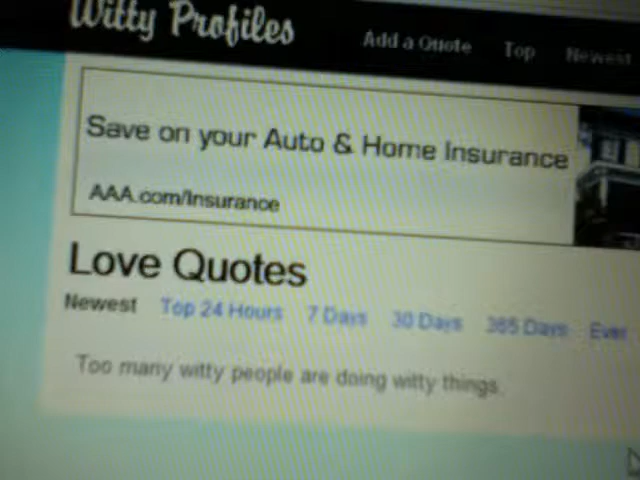 Witty Profiles
Add a Quote Top Newest
Save on your Auto & Home Insurance
AAA.com/Insurance
Love Quotes
Newest Top 24 Hours 7 Days 30 Days 365 Days Ever
Too many witty people are doing witty things.